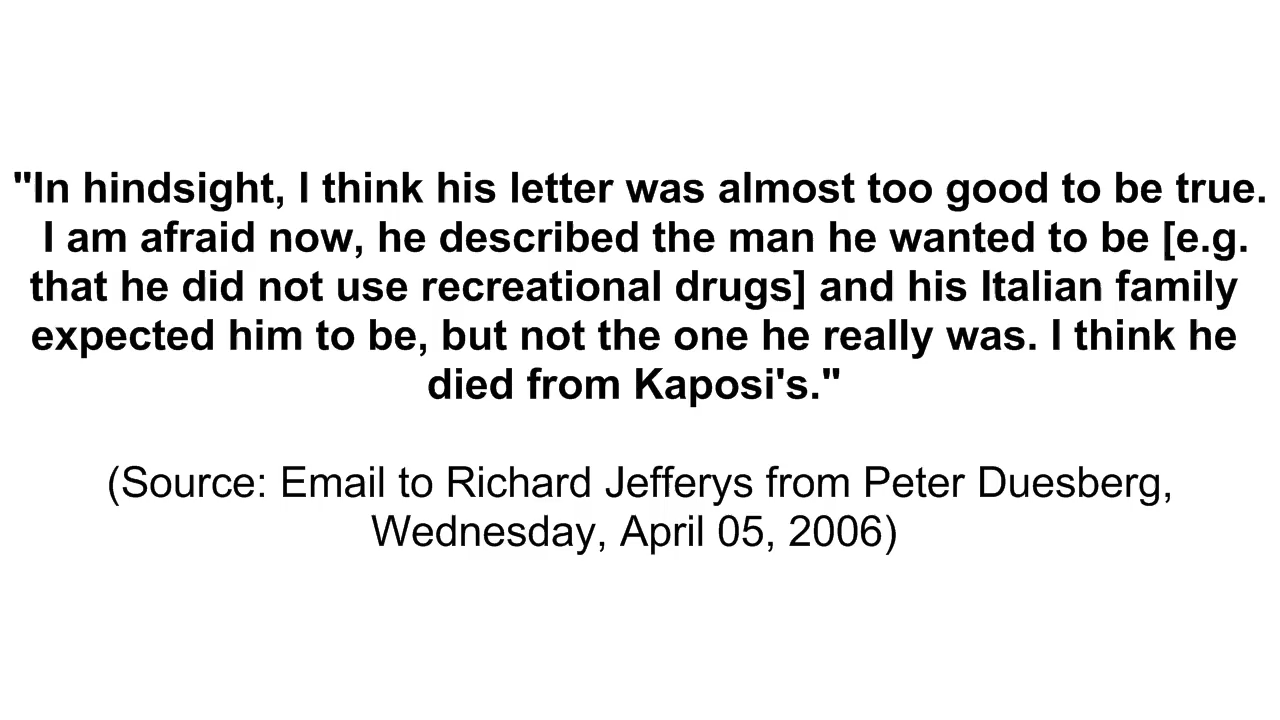 "In hindsight, I think his letter was almost too good to be true.
I am afraid now, he described the man he wanted to be [e.g.
that he did not use recreational drugs] and his Italian family
expected him to be, but not the one he really was. I think he
died from Kaposi's."
(Source: Email to Richard Jefferys from Peter Duesberg,
Wednesday, April 05, 2006)